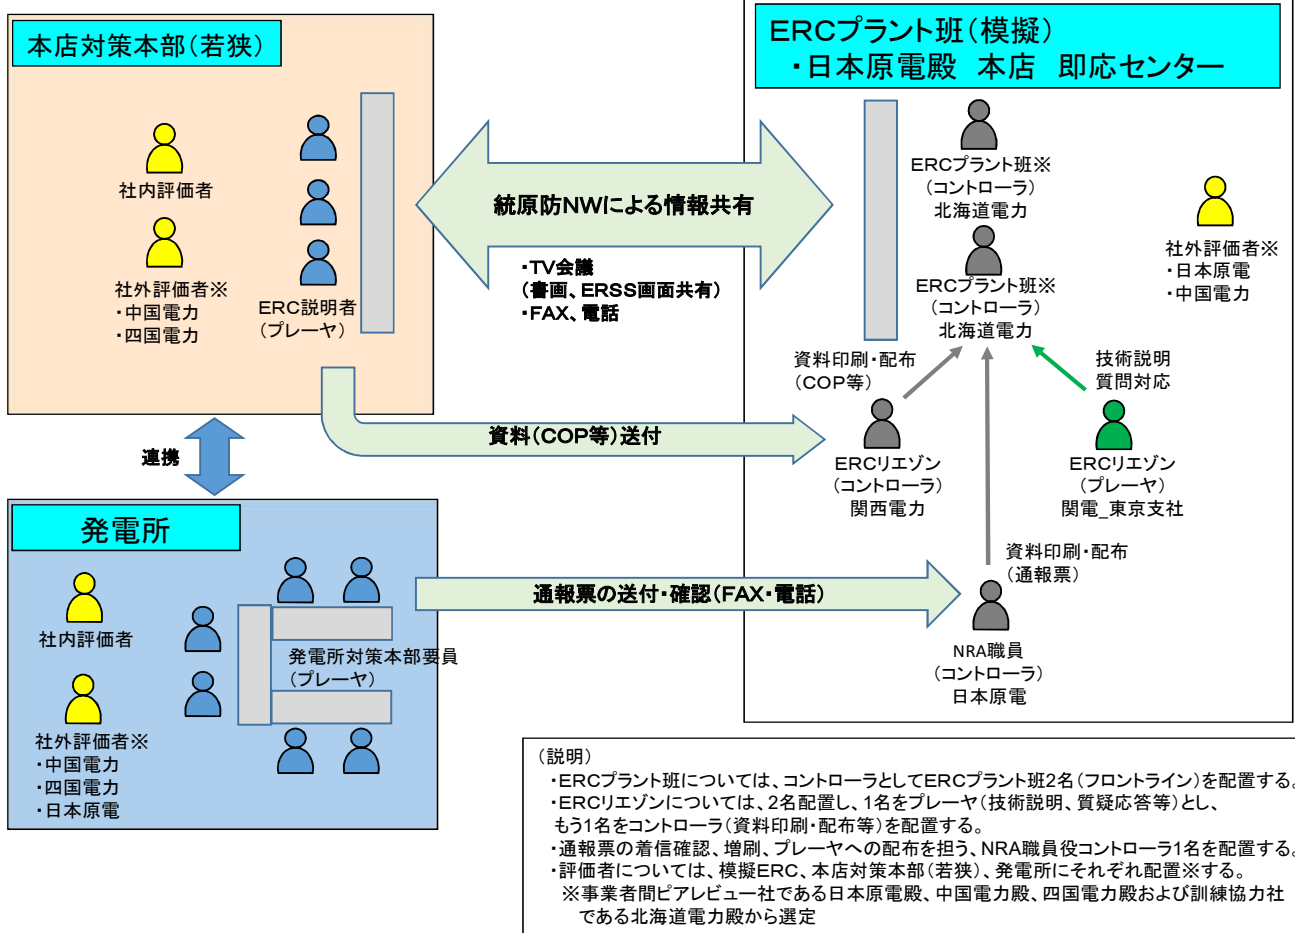 本店対策本部(若狭)
社内評価者
社外評価者※
・中国電力
・四国電力
ERC説明者
(プレーヤ)
統原防NWによる情報共有
・TV会議
(書画、ERSS画面共有)
・FAX、電話
ERCプラント班(模擬)
・日本原電殿 本店 即応センター
ERCプラント班※
(コントローラ)
北海道電力
ERCプラント班※
(コントローラ)
北海道電力
社外評価者※
・日本原電
・中国電力
資料印刷・配布
(COP等)
技術説明
質問対応
資料(COP等)送付
ERCリエゾン
(コントローラ)
関西電力
ERCリエゾン
(プレーヤ)
関電_東京支社
連携
発電所
社内評価者
社外評価者※
・中国電力
・四国電力
・日本原電
発電所対策本部要員
(プレーヤ)
通報票の送付・確認(FAX・電話)
資料印刷・配布
(通報票)
NRA職員
(コントローラ)
日本原電
(説明)
・ERCプラント班については、コントローラとしてERCプラント班2名(フロントライン)を配置する。
・ERCリエゾンについては、2名配置し、1名をプレーヤ(技術説明、質疑応答等)とし、
もう1名をコントローラ(資料印刷・配布等)を配置する。
・通報票の着信確認、増刷、プレーヤへの配布を担う、NRA職員役コントローラ1名を配置する。
・評価者については、模擬ERC、本店対策本部(若狭)、発電所にそれぞれ配置※する。
※事業者間ピアレビュー社である日本原電殿、中国電力殿、四国電力殿および訓練協力社
である北海道電力殿から選定